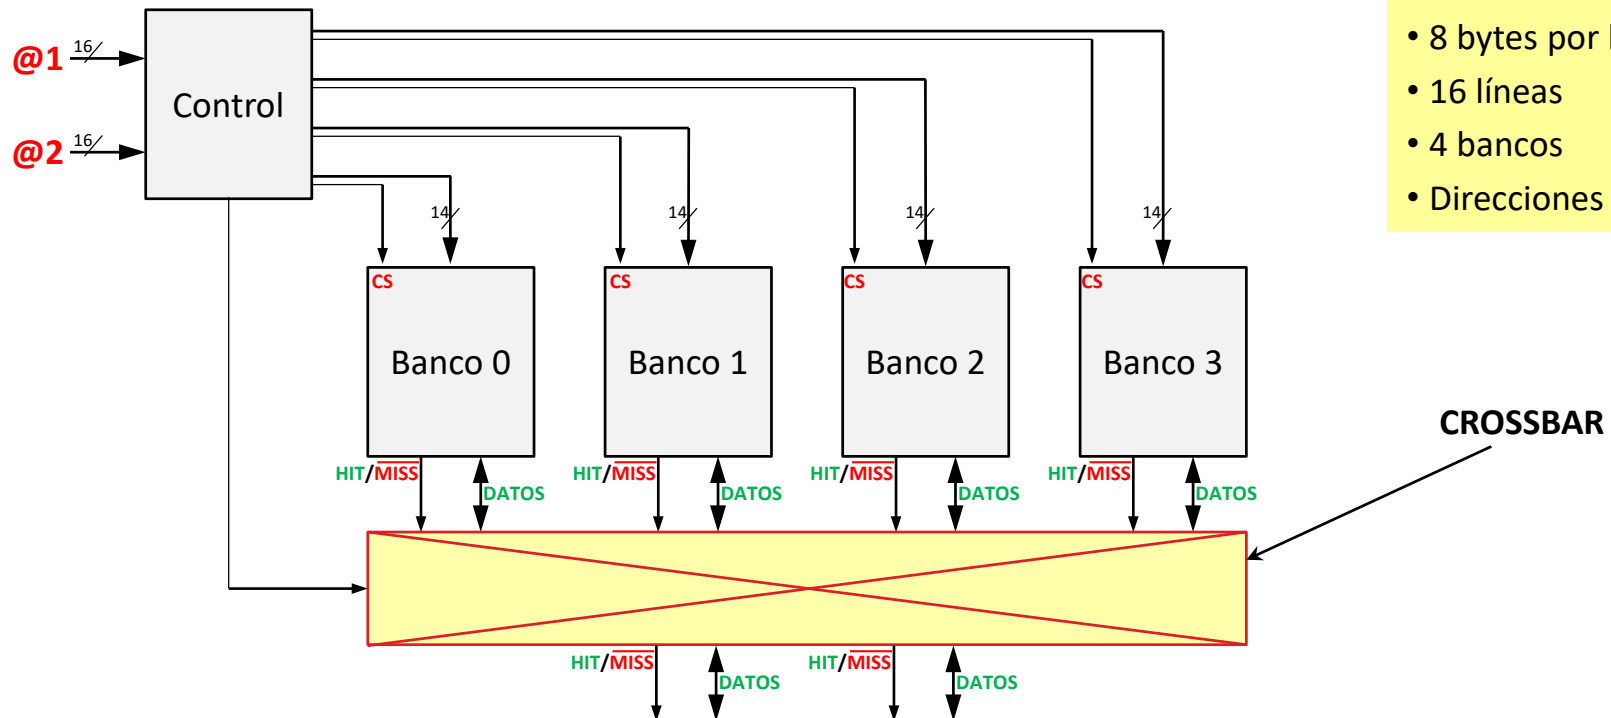 @1
16
Control
@2
16
14
14
14
14
• 8 bytes por
• 16 líneas
• 4 bancos
• Direcciones
CS
CS
CS
CS
Banco 0
Banco 1
Banco 2
Banco 3
CROSSBAR
HIT/MISS
DATOS
HIT/MISS
DATOS
HIT/MISS
DATOS
HIT/MISS
DATOS
HIT/MISS
DATOS
HIT/MISS
DATOS